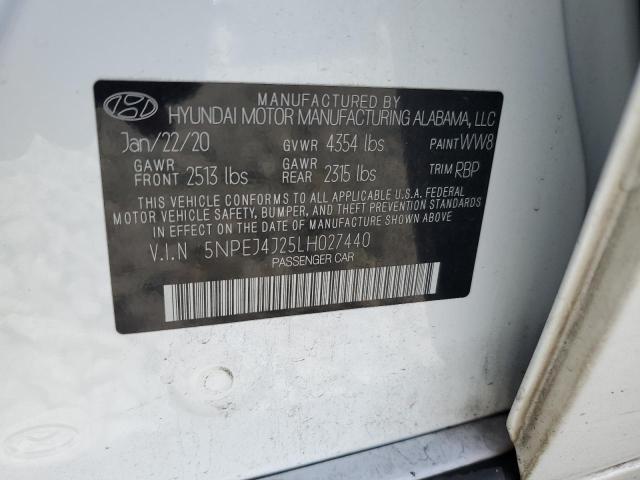 MANUFACTURED BY
HYUNDAI MOTOR MANUFACTURING ALABAMA, LLC
Jan/22/20 GVWR 4354 lbs PAINT WW8
GAWR FRONT 2513 lbs GAWR REAR 2315 lbs TRIM RBP
THIS VEHICLE CONFORMS TO ALL APPLICABLE U.S.A. FEDERAL
MOTOR VEHICLE SAFETY, BUMPER, AND THEFT PREVENTION STANDARDS
IN EFFECT ON THE DATE OF MANUFACTURE SHOWN ABOVE.
V.I.N 5NPEJ4J25LH027440
PASSENGER CAR